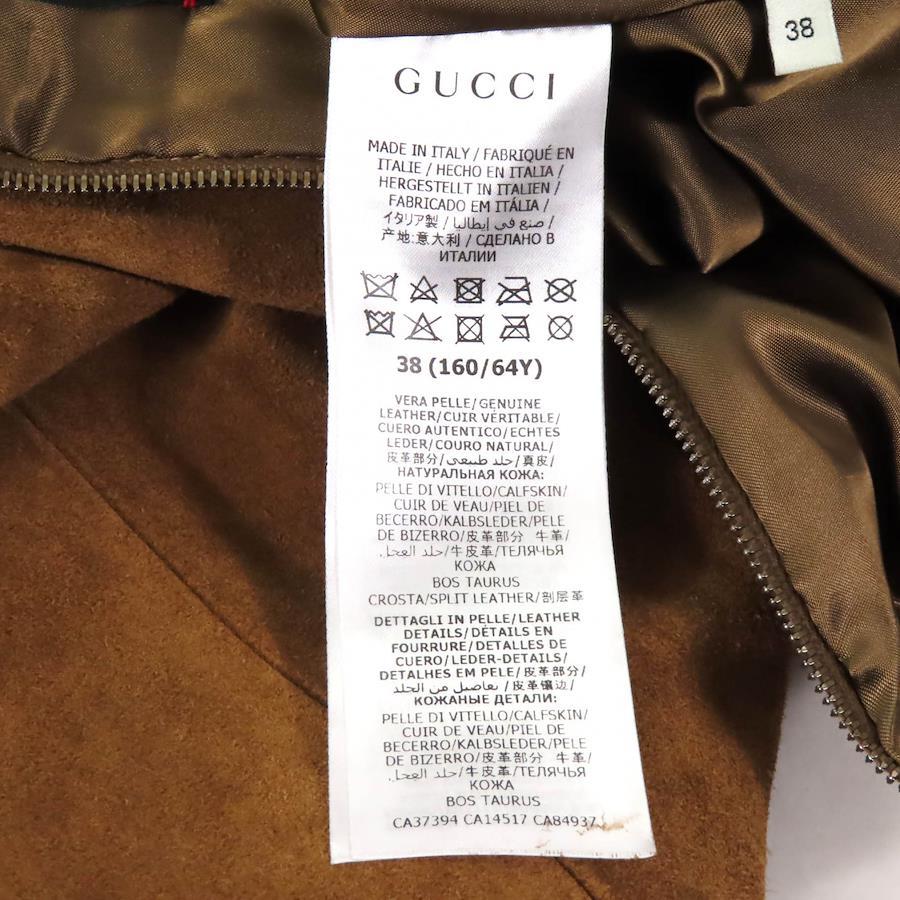 38
GUCCI
MADE IN ITALY / FABRIQUÉ EN
ITALIE / HECHO EN ITALIA /
HERGESTELLT IN ITALIEN /
FABRICADO EM ITÁLIA /
イタリア製 / صنع في إيطاليا /
产地:意大利 / СДЕЛАНО В
ИТАЛИИ
38 (160/64Y)
VERA PELLE/GENUINE
LEATHER/CUIR VÉRITABLE/
CUERO AUTENTICO/ECHTES
LEDER/COURO NATURAL/
皮革部分/جلد طبيعي/真皮/
НАТУРАЛЬНАЯ КОЖА:
PELLE DI VITELLO/CALFSKIN/
CUIR DE VEAU/PIEL DE
BECERRO/KALBSLEDER/PELE
DE BIZERRO/皮革部分 牛革/
جلد العجل./牛皮革/ТЕЛЯЧЬЯ
КОЖА
BOS TAURUS
CROSTA/SPLIT LEATHER/剖层革
DETTAGLI IN PELLE/LEATHER
DETAILS/DÉTAILS EN
FOURRURE/DETALLES DE
CUERO/LEDER-DETAILS/
DETALHES EM PELE/皮革部分/
تفاصيل من الجلد/皮革镶边/
КОЖАНЫЕ ДЕТАЛИ:
PELLE DI VITELLO/CALFSKIN/
CUIR DE VEAU/PIEL DE
BECERRO/KALBSLEDER/PELE
DE BIZERRO/皮革部分 牛革/
جلد العجل./牛皮革/ТЕЛЯЧЬЯ
КОЖА
BOS TAURUS
CA37394 CA14517 CA84937